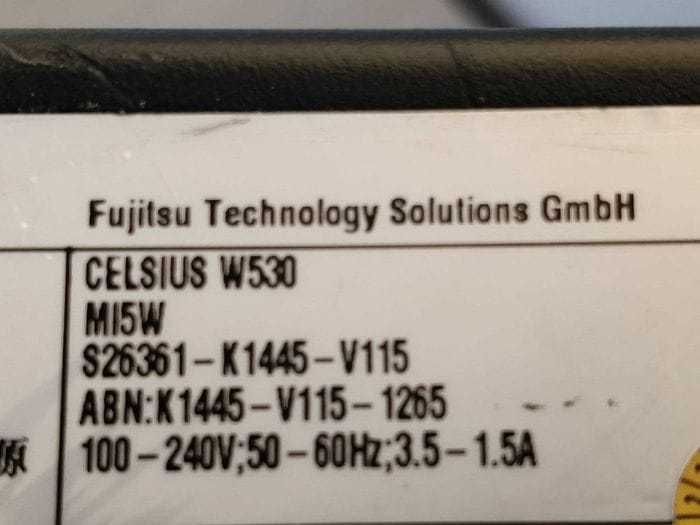 Fujitsu Technology Solutions GmbH
CELSIUS W530
MI5W
S26361-K1445-V115
ABN:K1445-V115-1265
源 100-240V;50-60Hz;3.5-1.5A